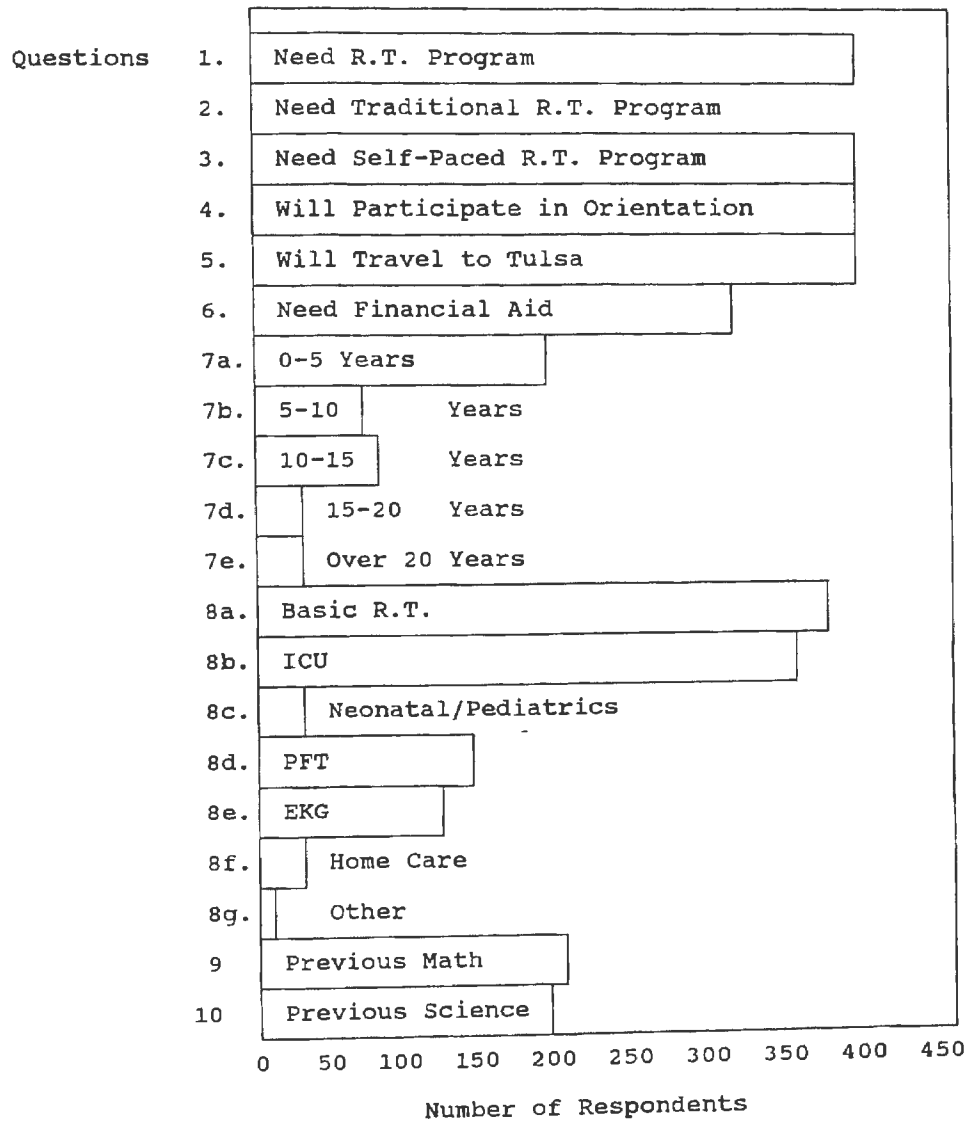 Questions 1. Need R.T. Program
2. Need Traditional R.T. Program
3. Need Self-Paced R.T. Program
4. Will Participate in Orientation
5. Will Travel to Tulsa
6. Need Financial Aid
7a. 0-5 Years
7b. 5-10 Years
7c. 10-15 Years
7d. 15-20 Years
7e. Over 20 Years
8a. Basic R.T.
8b. ICU
8c. Neonatal/Pediatrics
8d. PFT
8e. EKG
8f. Home Care
8g. Other
9 Previous Math
10 Previous Science
0 50 100 150 200 250 300 350 400 450
Number of Respondents